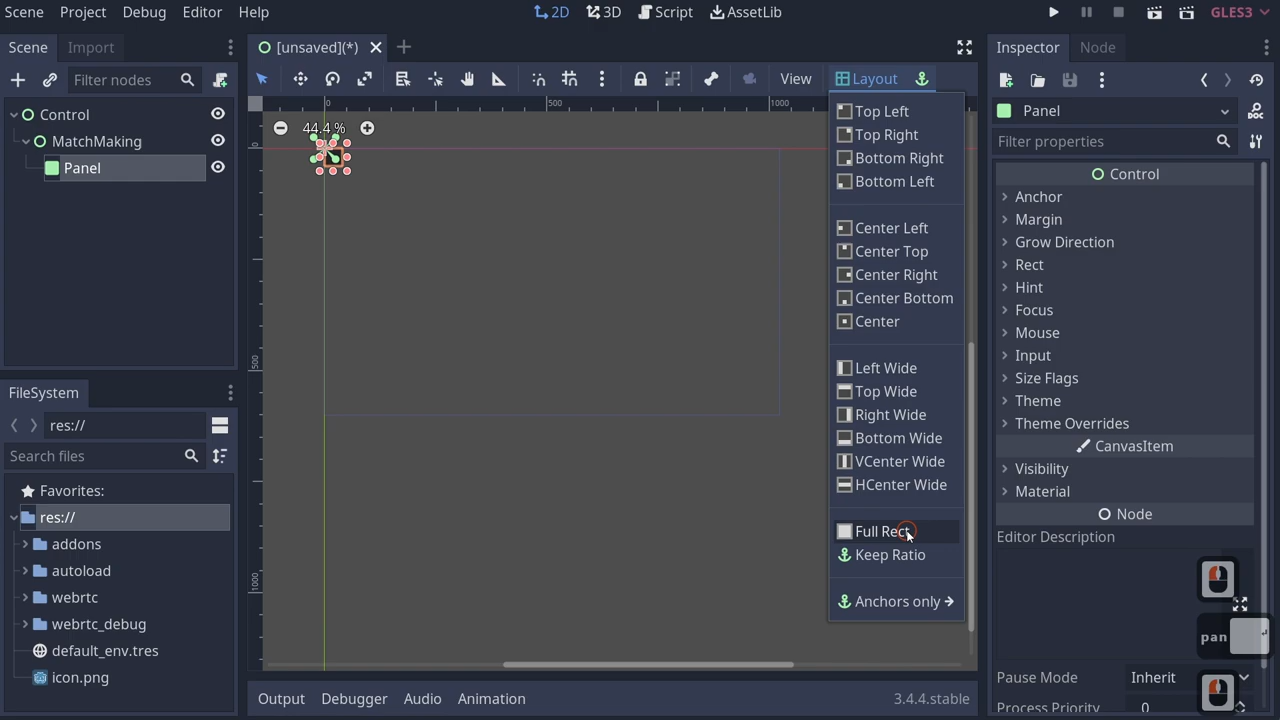 Scene Project Debug Editor Help
2D 3D Script AssetLib
GLES3
Scene Import
[unsaved](*)
Inspector Node
Filter nodes
View Layout
Control
MatchMaking
Panel
0 500 1000
44.4 %
0
500
1000
Top Left
Top Right
Bottom Right
Bottom Left
Center Left
Center Top
Center Right
Center Bottom
Center
Left Wide
Top Wide
Right Wide
Bottom Wide
VCenter Wide
HCenter Wide
Full Rect
Keep Ratio
Anchors only
Panel
Filter properties
Control
Anchor
Margin
Grow Direction
Rect
Hint
Focus
Mouse
Input
Size Flags
Theme
Theme Overrides
CanvasItem
Visibility
Material
Node
Editor Description
pan
Pause Mode Inherit
Process Priority 0
FileSystem
res://
Search files
Favorites:
res://
addons
autoload
webrtc
webrtc_debug
default_env.tres
icon.png
Output Debugger Audio Animation
3.4.4.stable